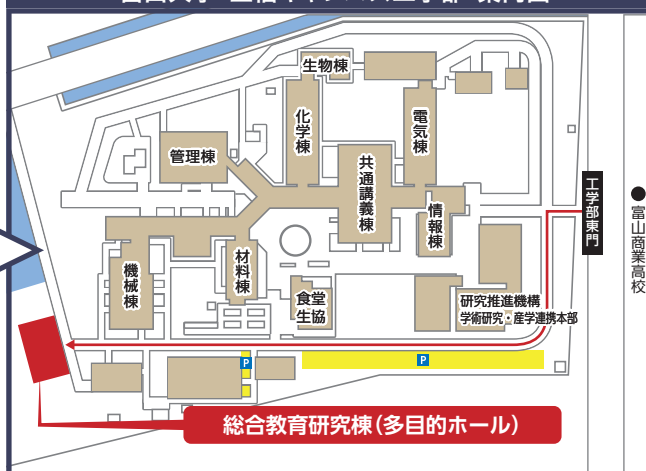 生物棟
化学棟
電気棟
管理棟
共通講義棟
工学部東門
●富山商業高校
情報棟
材料棟
機械棟
食堂
生協
研究推進機構
学術研究・産学連携本部
P
P
総合教育研究棟(多目的ホール)